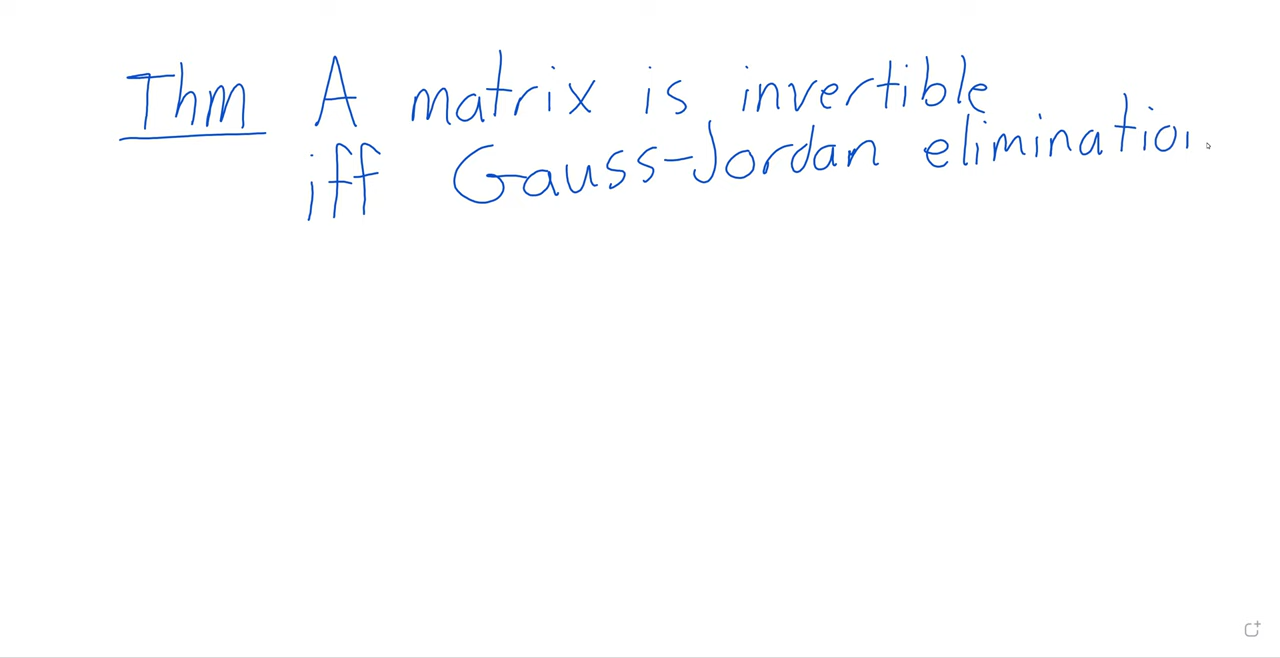 Thm A matrix is invertible
iff Gauss-Jordan elimination